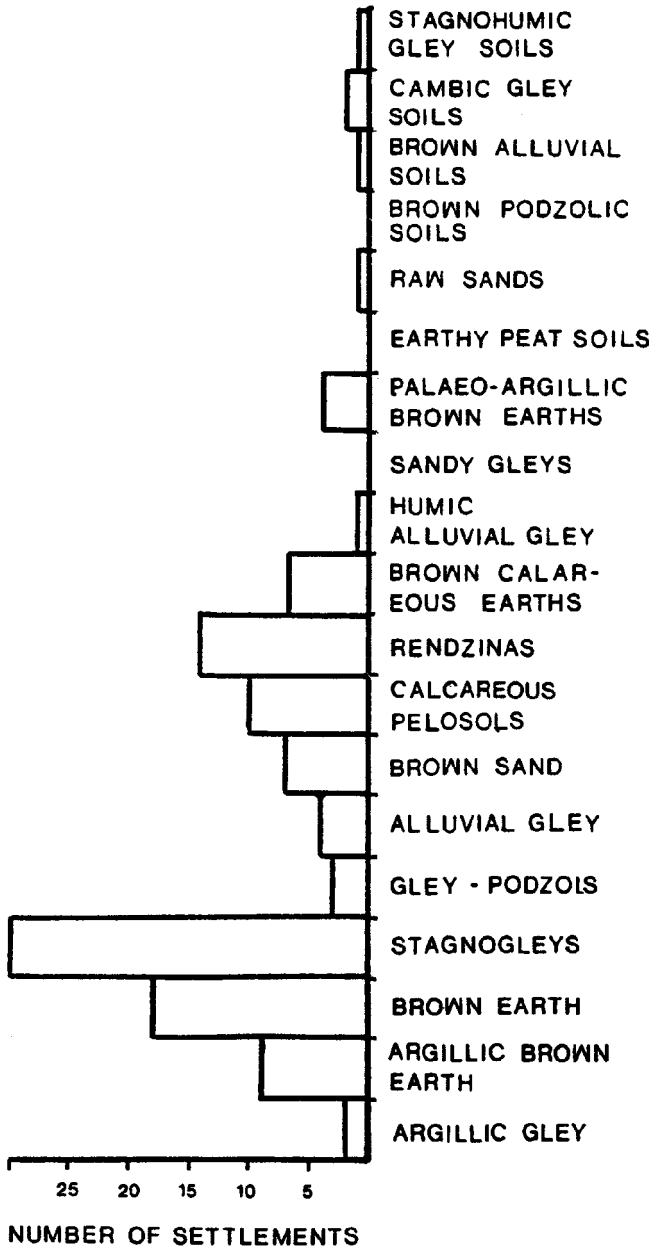 STAGNOHUMIC
GLEY SOILS
CAMBIC GLEY
SOILS
BROWN ALLUVIAL
SOILS
BROWN PODZOLIC
SOILS
RAW SANDS
EARTHY PEAT SOILS
PALAEO-ARGILLIC
BROWN EARTHS
SANDY GLEYS
HUMIC
ALLUVIAL GLEY
BROWN CALAR-
EOUS EARTHS
RENDZINAS
CALCAREOUS
PELOSOLS
BROWN SAND
ALLUVIAL GLEY
GLEY - PODZOLS
STAGNOGLEYS
BROWN EARTH
ARGILLIC BROWN
EARTH
ARGILLIC GLEY
25 20 15 10 5
NUMBER OF SETTLEMENTS